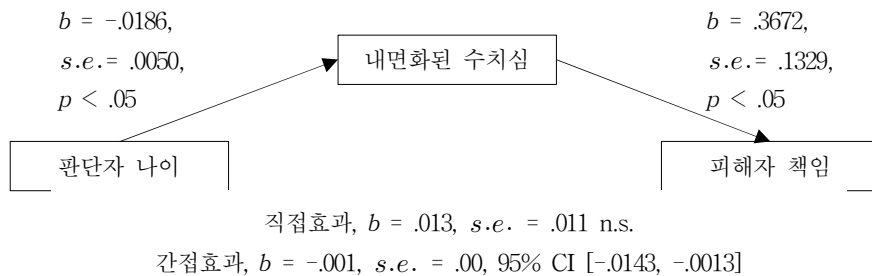 b = -.0186,
s.e.= .0050,
p < .05
내면화된 수치심
b = .3672,
s.e.= .1329,
p < .05
판단자 나이
피해자 책임
직접효과, b = .013, s.e. = .011 n.s.
간접효과, b = -.001, s.e. = .00, 95% CI [-.0143, -.0013]